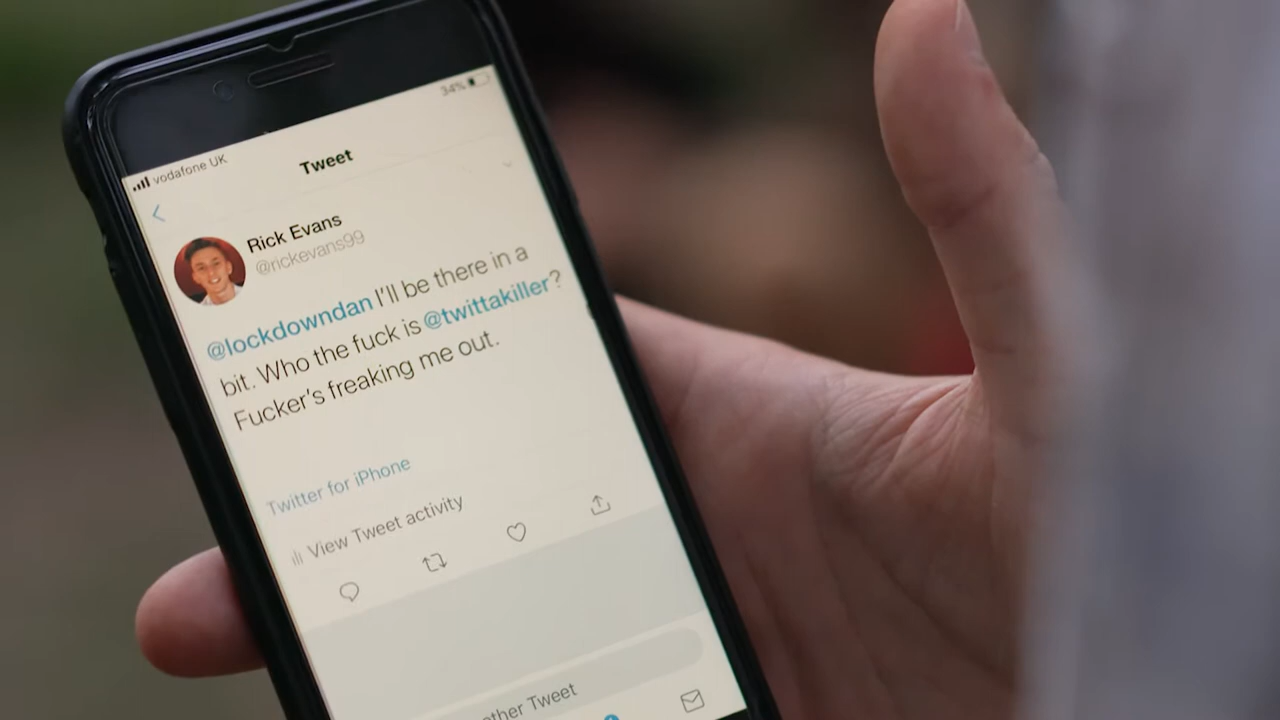 34%
vodafone UK
Tweet
Rick Evans
@rickevans99
@lockdowndan I'll be there in a
bit. Who the fuck is @twittakiller?
Fucker's freaking me out.
Twitter for iPhone
View Tweet activity
other Tweet